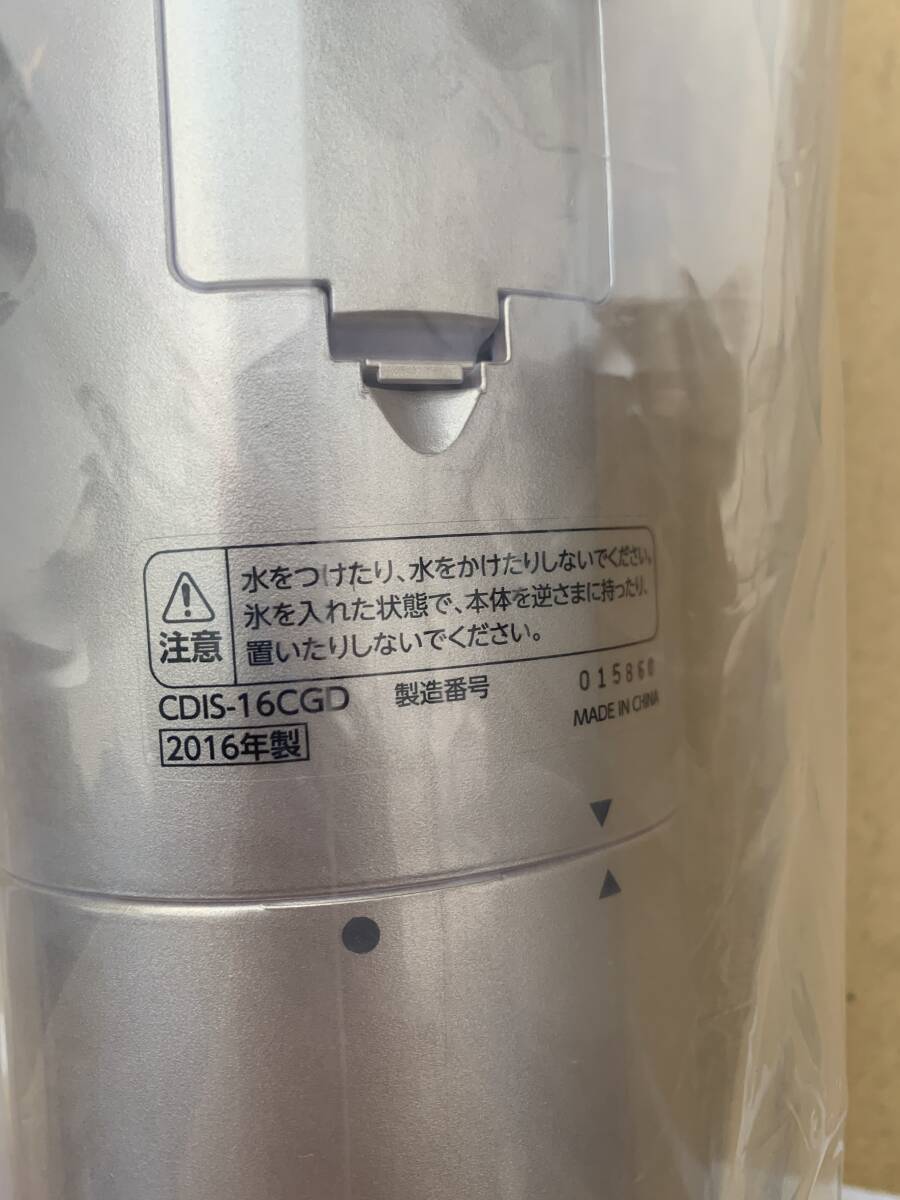 注意
水をつけたり、水をかけたりしないでください。
氷を入れた状態で、本体を逆さまに持ったり、
置いたりしないでください。
CDIS-16CGD 製造番号 015860
2016年製 MADE IN CHINA